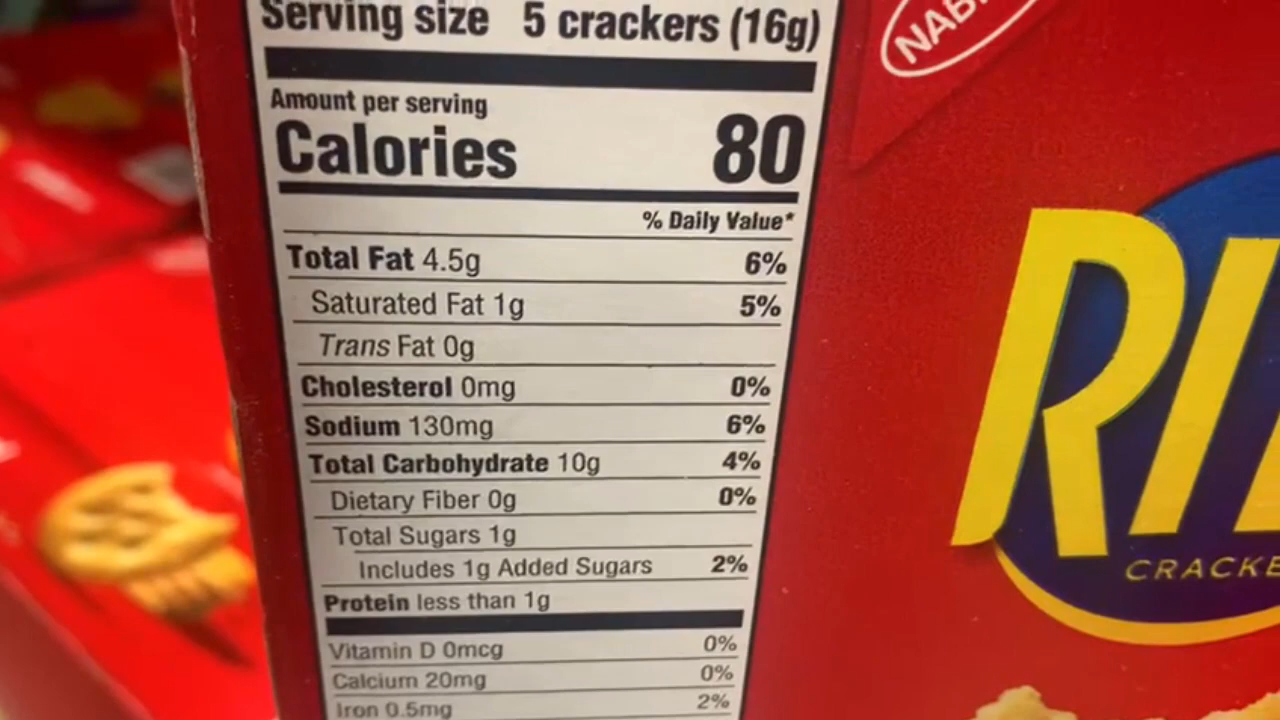 Serving size 5 crackers (16g)
Amount per serving
Calories 80
% Daily Value*
Total Fat 4.5g 6%
Saturated Fat 1g 5%
Trans Fat 0g
Cholesterol 0mg 0%
Sodium 130mg 6%
Total Carbohydrate 10g 4%
Dietary Fiber 0g 0%
Total Sugars 1g
Includes 1g Added Sugars 2%
Protein less than 1g
Vitamin D 0mcg 0%
Calcium 20mg 0%
Iron 0.5mg 2%
NABI
RI
CRACKE